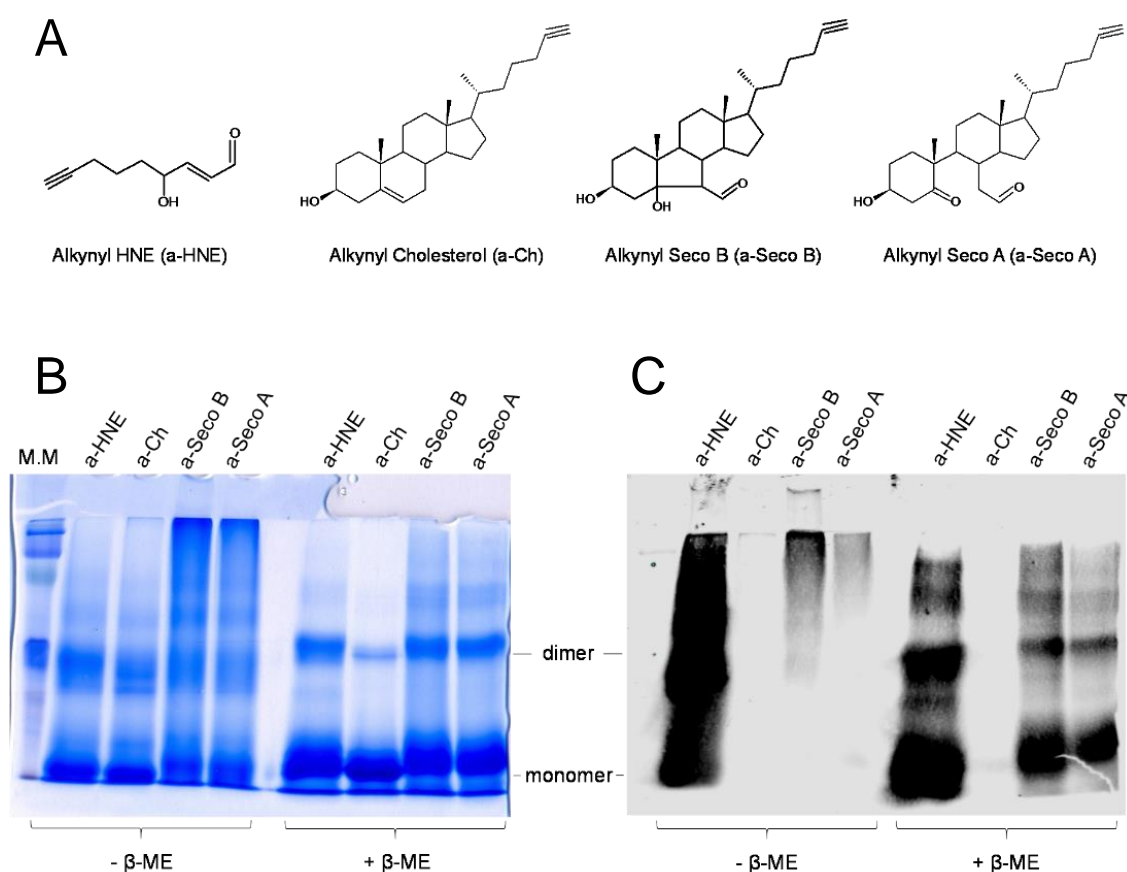 A
O
OH
HO
HO
OH
O
HO
O
O
Alkynyl HNE (a-HNE)
Alkynyl Cholesterol (a-Ch)
Alkynyl Seco B (a-Seco B)
Alkynyl Seco A (a-Seco A)
B
M.M
a-HNE
a-Ch
a-Seco B
a-Seco A
a-HNE
a-Ch
a-Seco B
a-Seco A
C
a-HNE
a-Ch
a-Seco B
a-Seco A
a-HNE
a-Ch
a-Seco B
a-Seco A
dimer
monomer
- β-ME
+ β-ME
- β-ME
+ β-ME